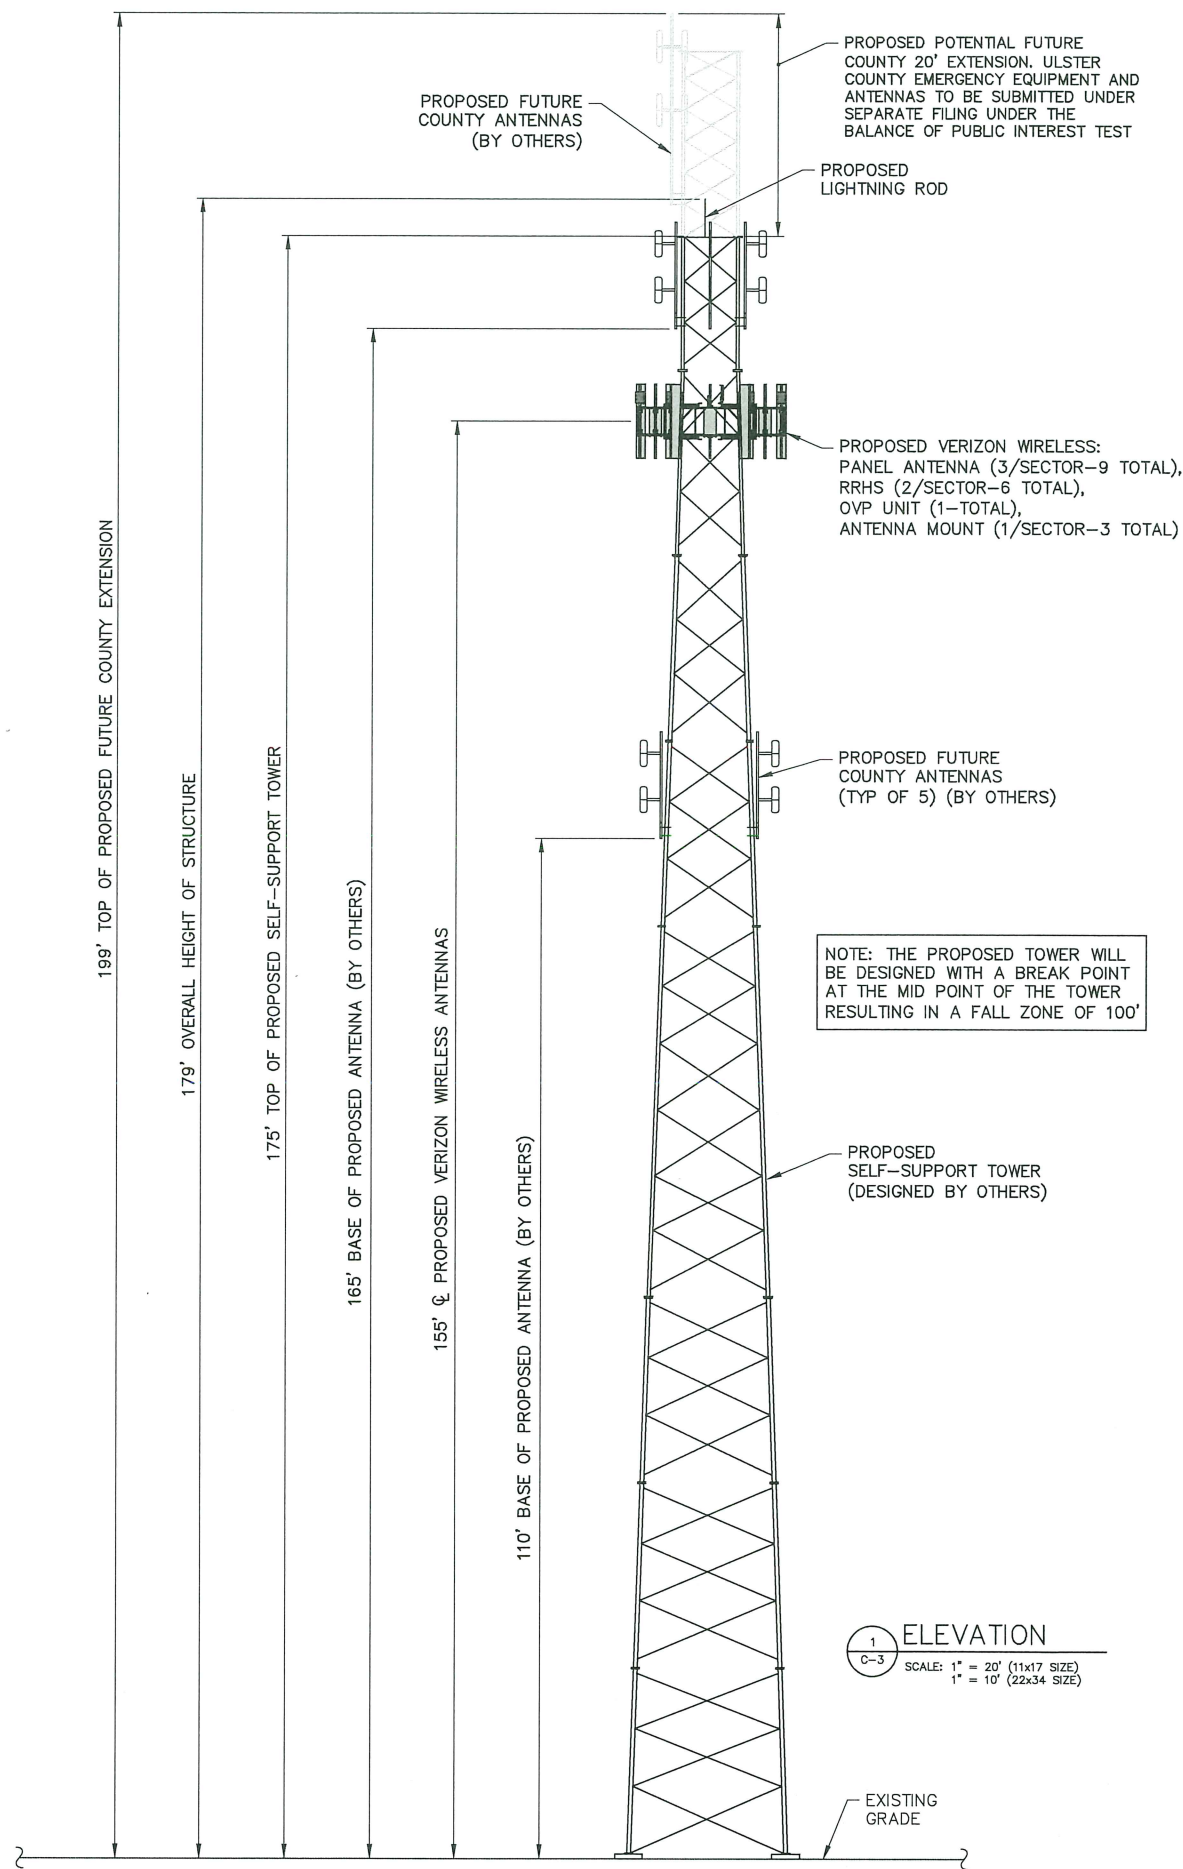 PROPOSED POTENTIAL FUTURE
COUNTY 20' EXTENSION. ULSTER
COUNTY EMERGENCY EQUIPMENT AND
ANTENNAS TO BE SUBMITTED UNDER
SEPARATE FILING UNDER THE
BALANCE OF PUBLIC INTEREST TEST
PROPOSED FUTURE
COUNTY ANTENNAS
(BY OTHERS)
PROPOSED
LIGHTNING ROD
PROPOSED VERIZON WIRELESS:
PANEL ANTENNA (3/SECTOR-9 TOTAL),
RRHS (2/SECTOR-6 TOTAL),
OVP UNIT (1-TOTAL),
ANTENNA MOUNT (1/SECTOR-3 TOTAL)
199' TOP OF PROPOSED FUTURE COUNTY EXTENSION
179' OVERALL HEIGHT OF STRUCTURE
175' TOP OF PROPOSED SELF-SUPPORT TOWER
165' BASE OF PROPOSED ANTENNA (BY OTHERS)
155' ℄ PROPOSED VERIZON WIRELESS ANTENNAS
110' BASE OF PROPOSED ANTENNA (BY OTHERS)
PROPOSED FUTURE
COUNTY ANTENNAS
(TYP OF 5) (BY OTHERS)
NOTE: THE PROPOSED TOWER WILL
BE DESIGNED WITH A BREAK POINT
AT THE MID POINT OF THE TOWER
RESULTING IN A FALL ZONE OF 100'
PROPOSED
SELF-SUPPORT TOWER
(DESIGNED BY OTHERS)
1
C-3
ELEVATION
SCALE: 1" = 20' (11x17 SIZE)
1" = 10' (22x34 SIZE)
EXISTING
GRADE